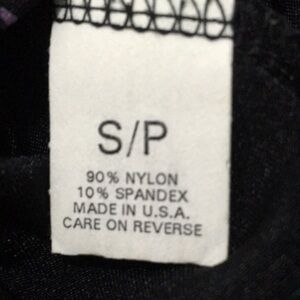 S/P
90% NYLON
10% SPANDEX
MADE IN U.S.A.
CARE ON REVERSE